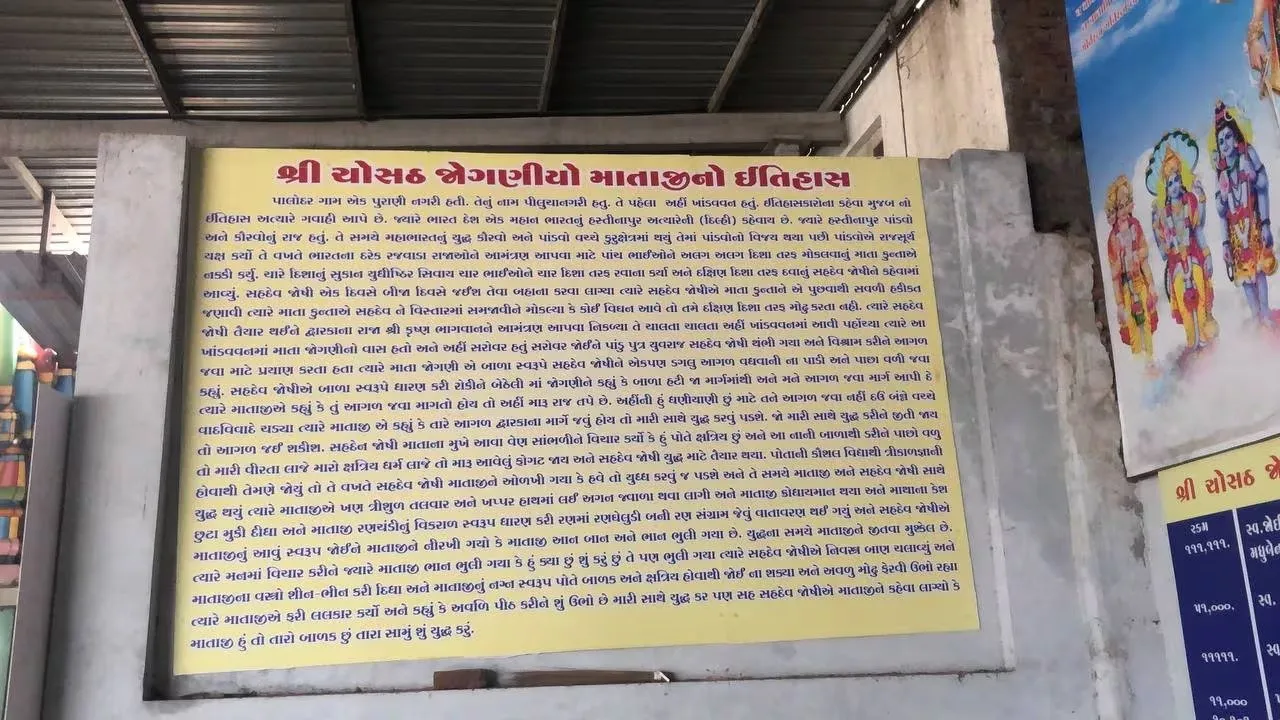 શ્રી ચોસઠ જોગણીયો માતાજીનો ઈતિહાસ
પાલોદર ગામ એક પુરાણી નગરી હતી. તેનું નામ પીલુચાનગરી હતુ. તે પહેલા અહીં ખાંડવવન હતું. ઈતિહાસકારોના કહેવા મુજબ નો
ઈતિહાસ અત્યારે ગવાહી આપે છે. જ્યારે ભારત દેશ એક મહાન ભારતનું હસ્તીનાપુર અત્યારેની (દિલ્હી) કહેવાય છે. જ્યારે હસ્તીનાપુર પાંડવો
અને કૌરવોનું રાજ હતું. તે સમયે મહાભારતનું યુદ્ધ કૌરવો અને પાંડવો વચ્ચે કુરુક્ષેત્રમાં થયું તેમાં પાંડવોનો વિજય થયા પછી પાંડવોએ રાજસૂર્ય
યક્ષ કર્યો તે વખતે ભારતના દરેક રજવાડા રાજાઓને આમંત્રણ આપવા માટે પાંચ ભાઈઓને અલગ અલગ દિશા તરફ મોકલવાનું માતા કુન્તાએ
નક્કી કર્યુ. ચારે દિશાનું સુકાન યુધીષ્ઠિર સિવાય ચાર ભાઈઓને ચાર દિશા તરફ રવાના કર્યા અને દક્ષિણ દિશા તરફ દવાનું સહદેવ જોષીને કહેવામાં
આવ્યું. સહદેવ જોષી એક દિવસે બીજા દિવસે જઈશ તેવા બહાના કરવા લાગ્યા ત્યારે સહદેવ જોષીએ માતા કુન્તાને એ પુછવાથી સવળી હકીકત
જણાવી ત્યારે માતા કુન્તાએ સહદેવ ને વિસ્તારમાં સમજાવીને મોકલ્યા કે કોઈ વિઘન આવે તો તમે દક્ષિણ દિશા તરફ મોઢુ કરતા નહી. ત્યારે સહદેવ
જોષી તૈયાર થઈને દ્વારકાના રાજા શ્રી કૃષ્ણ ભાગવાનને આમંત્રણ આપવા નિકળ્યા તે ચાલતા ચાલતા અહીં ખાંડવવનમાં આવી પહોંચ્યા ત્યારે આ
ખાંડવવનમાં માતા જોગણીનો વાસ હતો અને અહીં સરોવર હતું સરોવર જોઈને પાંડુ પુત્ર યુવરાજ સહદેવ જોષી થંભી ગયા અને વિશ્રામ કરીને આગળ
જવા માટે પ્રયાણ કરતા હતા ત્યારે માતા જોગણી એ બાળા સ્વરૂપે સહદેવ જોષીને એકપણ ડગલુ આગળ વધવાની ના પાડી અને પાછા વળી જવા
કહ્યુ. સહદેવ જોષીએ બાળા સ્વરૂપે ધારણ કરી રોકીને બેઠેલી માં જોગણીને કહ્યું કે બાળા હટી જા માર્ગમાંથી અને મને આગળ જવા માર્ગ આપી દે
ત્યારે માતાજીએ કહ્યું કે તું આગળ જવા માગતો હોય તો અહીં મારૂ રાજ તપે છે. અહીંની હું ધણીયાણી છું માટે તને આગળ જવા નહીં દઉ બંન્ને વચ્ચે
વાદવિવાદે ચડ્યા ત્યારે માતાજી એ કહ્યું કે તારે આગળ દ્વારકાના માર્ગે જવું હોય તો મારી સાથે યુદ્ધ કરવું પડશે. જો મારી સાથે યુદ્ધ કરીને જીતી જાય
તો આગળ જઈ શકીશ. સહદેન જોષી માતાના મુખે આવા વેણ સાંભળીને વિચાર કર્યો કે હું પોતે ક્ષત્રિય છું અને આ નાની બાળાથી ડરીને પાછો વળુ
તો મારી વીરતા લાજે મારો ક્ષત્રિય ધર્મ લાજે તો મારૂ આવેલું ફોગટ જાય અને સહદેવ જોષી યુદ્ધ માટે તૈયાર થયા. પોતાની કૌશલ વિદ્યાથી ત્રીકાળજ્ઞાની
હોવાથી તેમણે જોયું તો તે વખતે સહદેવ જોષી માતાજીને ઓળખી ગયા કે હવે તો યુધ્ધ કરવું જ પડશે અને તે સમયે માતાજી અને સહદેવ જોષી સાથે
યુદ્ધ થયું ત્યારે માતાજીએ ખણ ત્રીશુળ તલવાર અને ખપ્પર હાથમાં લઈ અગન જ્વાળા થવા લાગી અને માતાજી ક્રોધાયમાન થયા અને માથાના કેશ
છુટા મુકી દીધા અને માતાજી રણચંડીનું વિકરાળ સ્વરૂપ ધારણ કરી રણમાં રણઘેલુડી બની રણ સંગ્રામ જેવું વાતાવરણ થઈ ગયું અને સહદેવ જોષીએ
માતાજીનું આવું સ્વરૂપ જોઈને માતાજીને નીરખી ગયો કે માતાજી આન બાન અને ભાન ભુલી ગયા છે. યુદ્ધના સમયે માતાજીને જીતવા મુશ્કેલ છે.
ત્યારે મનમાં વિચાર કરીને જ્યારે માતાજી ભાન ભુલી ગયા કે હું ક્યા છું શું કરૂં છું તે પણ ભુલી ગયા ત્યારે સહદેવ જોષીએ નિવસ્ત્ર બાણ ચલાવ્યું અને
માતાજીના વસ્ત્રો શીન-ભીન કરી દિધા અને માતાજીનું નગ્ન સ્વરૂપ પોતે બાળક અને ક્ષત્રિય હોવાથી જોઈ ના શક્યા અને અવળુ મોઢુ ફેરવી ઉભો રહ્યા
ત્યારે માતાજીએ ફરી લલકાર કર્યો અને કહ્યું કે અવળિ પીઠ કરીને શું ઉભો છે મારી સાથે યુદ્ધ કર પણ સહ સહદેવ જોષીએ માતાજીને કહેવા લાગ્યો કે
માતાજી હું તો તારો બાળક છું તારા સામું શું યુદ્ધ કરૂં.
શ્રી ચોસઠ જો
રકમ
૧૧૧,૧૧૧.
સ્વ.જોઈ
મધુબેન
૫૧,૦૦૦.
સ્વ.
૧૧૧૧૧.
સ્વ
૧૧,૦૦૦